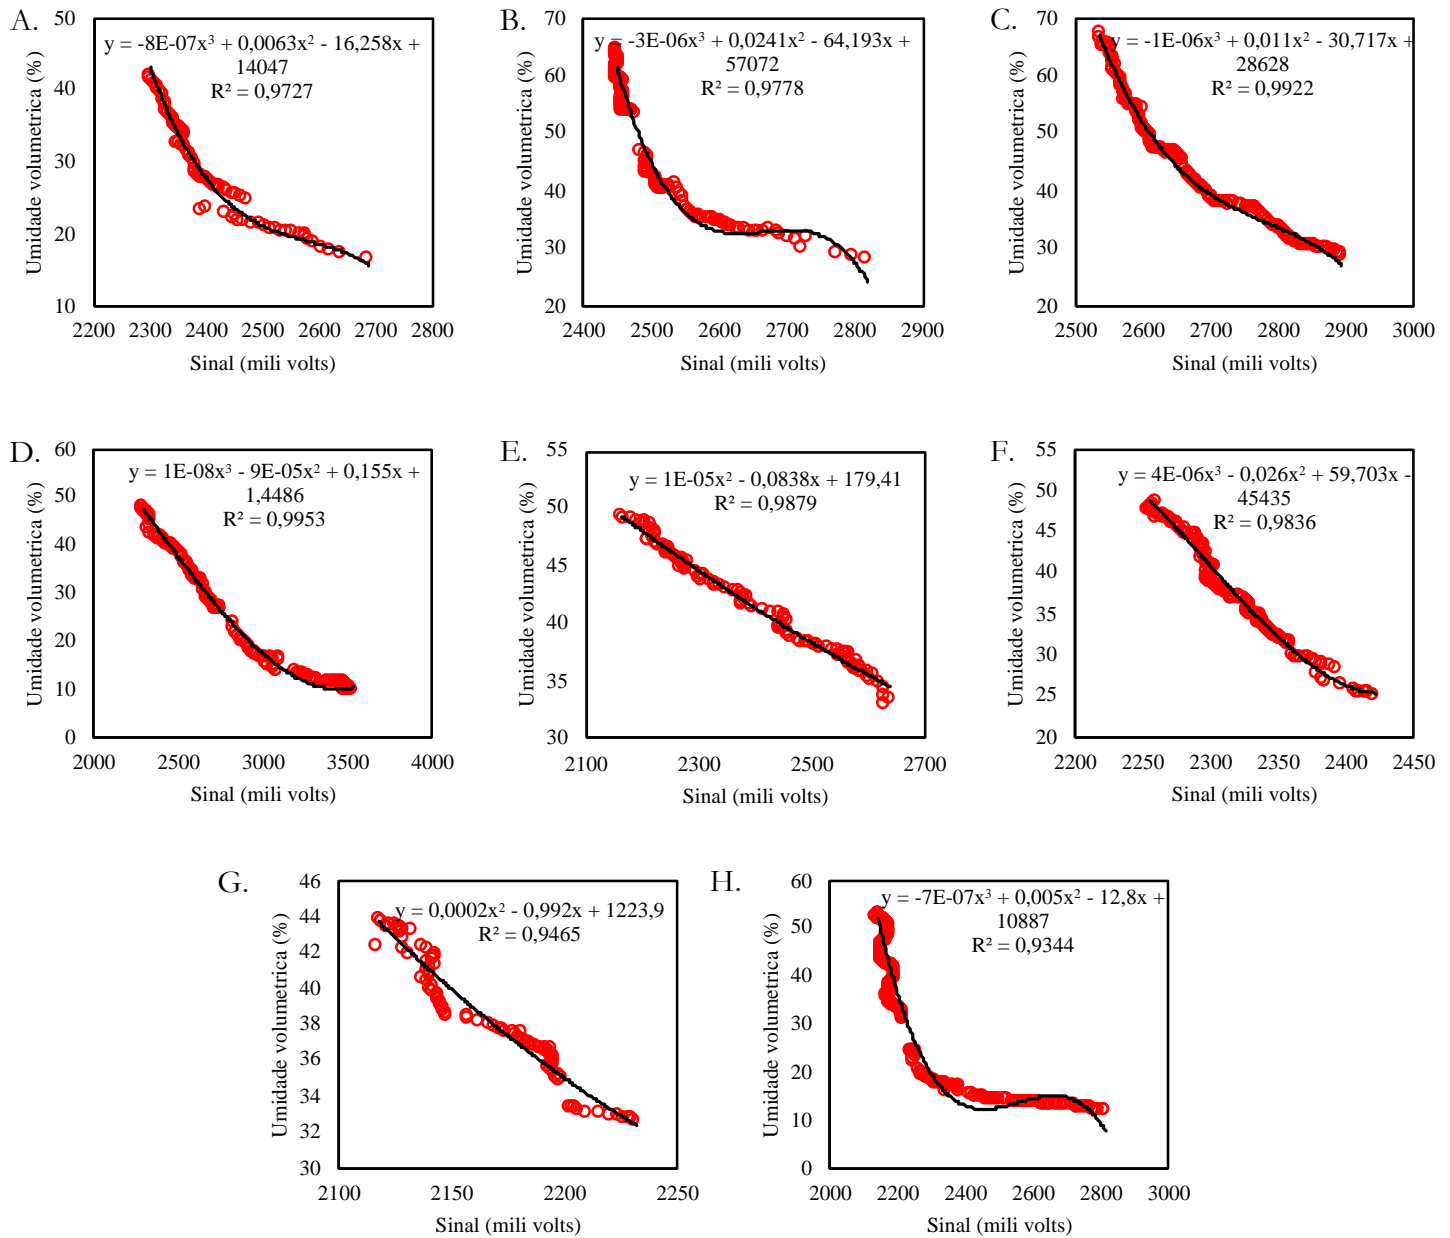 A.
50
40
30
20
10
Umidade volumetrica (%)
y = -8E-07x³ + 0,0063x² - 16,258x +
14047
R² = 0,9727
2200 2300 2400 2500 2600 2700 2800
Sinal (mili volts)
B.
70
60
50
40
30
20
Umidade volumetrica (%)
y = -3E-06x³ + 0,0241x² - 64,193x +
57072
R² = 0,9778
2400 2500 2600 2700 2800 2900
Sinal (mili volts)
C.
70
60
50
40
30
20
Umidade volumetrica (%)
y = -1E-06x³ + 0,011x² - 30,717x +
28628
R² = 0,9922
2500 2600 2700 2800 2900 3000
Sinal (mili volts)
D.
60
50
40
30
20
10
0
Umidade volumetrica (%)
y = 1E-08x³ - 9E-05x² + 0,155x +
1,4486
R² = 0,9953
2000 2500 3000 3500 4000
Sinal (mili volts)
E.
55
50
45
40
35
30
Umidade volumetrica (%)
y = 1E-05x² - 0,0838x + 179,41
R² = 0,9879
2100 2300 2500 2700
Sinal (mili volts)
F.
55
50
45
40
35
30
25
20
Umidade volumetrica (%)
y = 4E-06x³ - 0,026x² + 59,703x -
45435
R² = 0,9836
2200 2250 2300 2350 2400 2450
Sinal (mili volts)
G.
46
44
42
40
38
36
34
32
30
Umidade volumetrica (%)
y = 0,0002x² - 0,992x + 1223,9
R² = 0,9465
2100 2150 2200 2250
Sinal (mili volts)
H.
60
50
40
30
20
10
0
Umidade volumetrica (%)
y = -7E-07x³ + 0,005x² - 12,8x +
10887
R² = 0,9344
2000 2200 2400 2600 2800 3000
Sinal (mili volts)